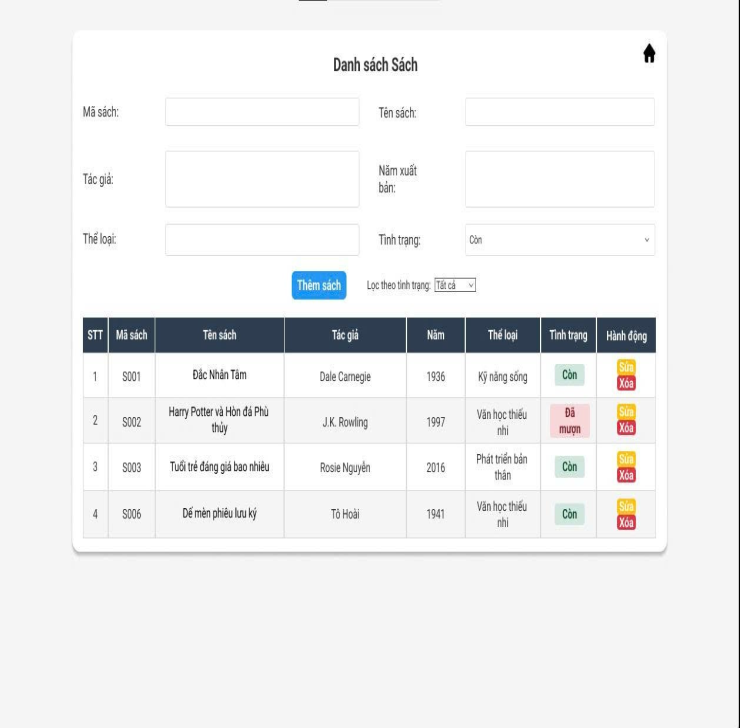 Danh sách Sách
Mã sách:
Tên sách:
Tác giả:
Năm xuất
bản:
Thể loại:
Tình trạng:
Còn
Thêm sách
Lọc theo tình trạng:
Tất cả
STT Mã sách Tên sách Tác giả Năm Thể loại Tình trạng Hành động
1 S001 Đắc Nhân Tâm Dale Carnegie 1936 Kỹ năng sống Còn Sửa
Xóa
2 S002 Harry Potter và Hòn đá Phù J.K. Rowling 1997 Văn học thiếu Đã Sửa
thủy nhi mượn Xóa
3 S003 Tuổi trẻ đáng giá bao nhiêu Rosie Nguyễn 2016 Phát triển bản Còn Sửa
thân Xóa
4 S006 Dế mèn phiêu lưu ký Tô Hoài 1941 Văn học thiếu Còn Sửa
nhi Xóa